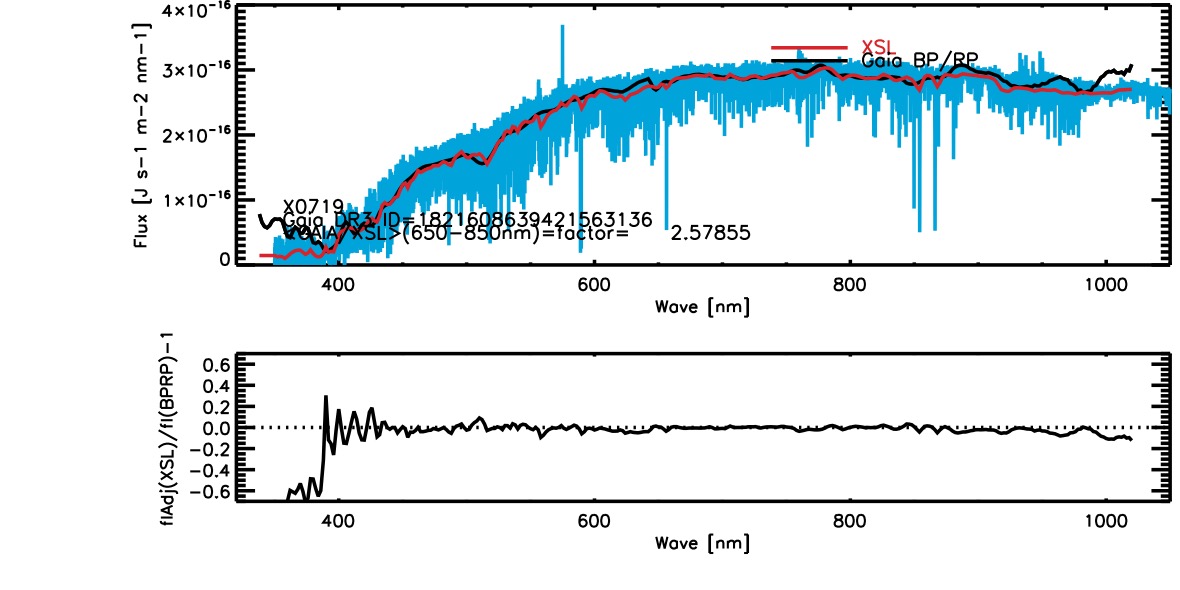 4×10−16
3×10−16
2×10−16
1×10−16
0
Flux [J s−1 m−2 nm−1]
XSL
Gaia BP/RP
X0719
Gaia DR3 ID=1821608639421563136
XSL>(650−850nm)=factor= 2.57855
400 600 800 1000
Wave [nm]
flAdj(XSL)/fl(BPRP)−1
0.6
0.4
0.2
0.0
−0.2
−0.4
−0.6
400 600 800 1000
Wave [nm]